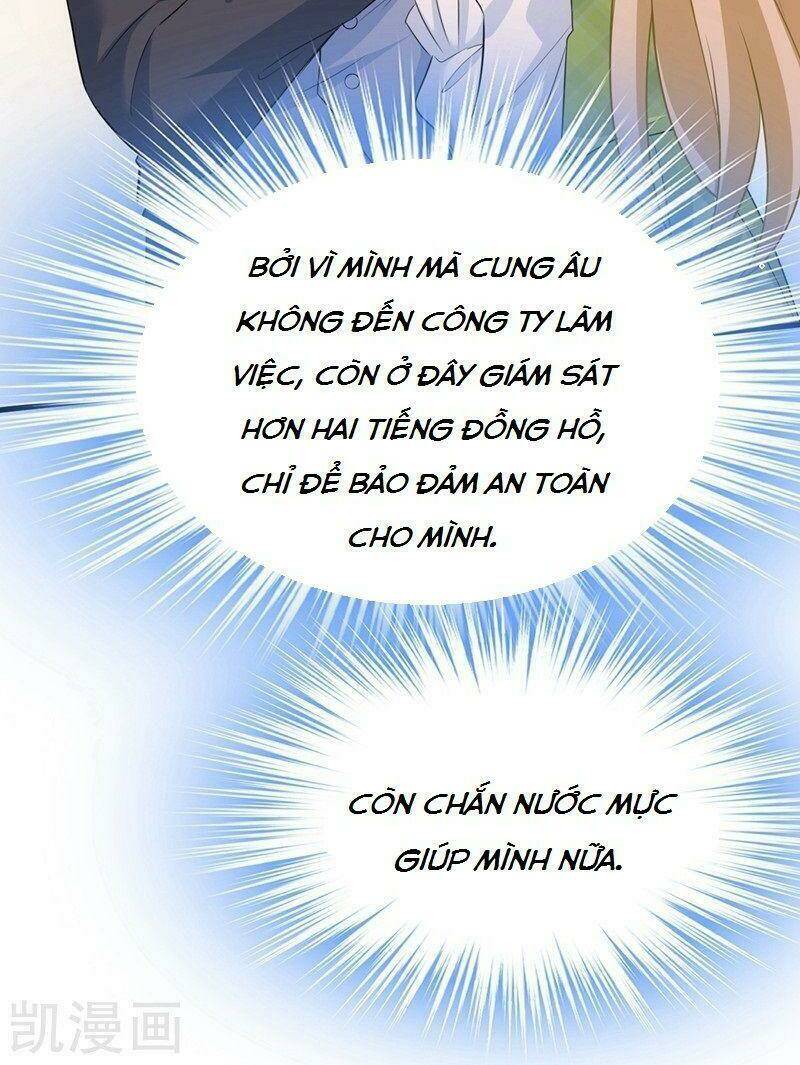 BỞI VÌ MÌNH MÀ CUNG ÂU
KHÔNG ĐẾN CÔNG TY LÀM
VIỆC, CÒN Ở ĐÂY GIÁM SÁT
HƠN HAI TIẾNG ĐỒNG HỒ,
CHỈ ĐỂ BẢO ĐẢM AN TOÀN
CHO MÌNH.
CÒN CHẮN NƯỚC MỰC
GIÚP MÌNH NỮA.
凯漫画